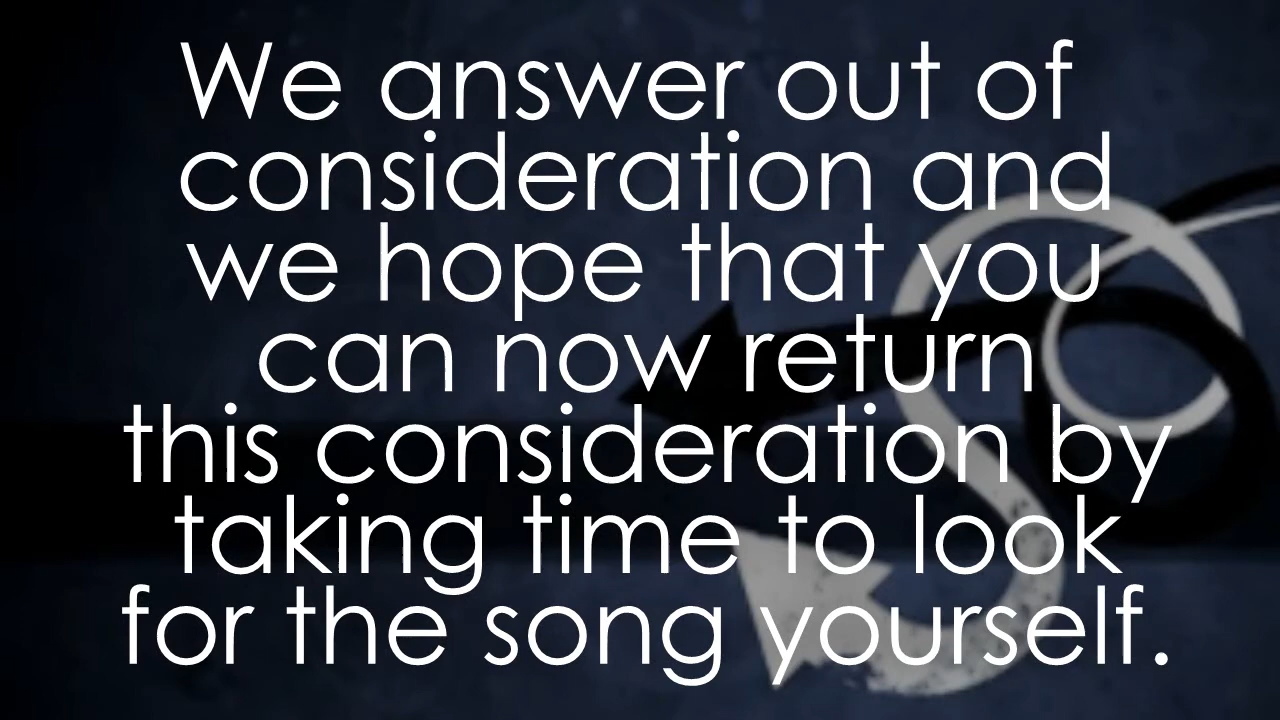 We answer out of
consideration and
we hope that you
can now return
this consideration by
taking time to look
for the song yourself.